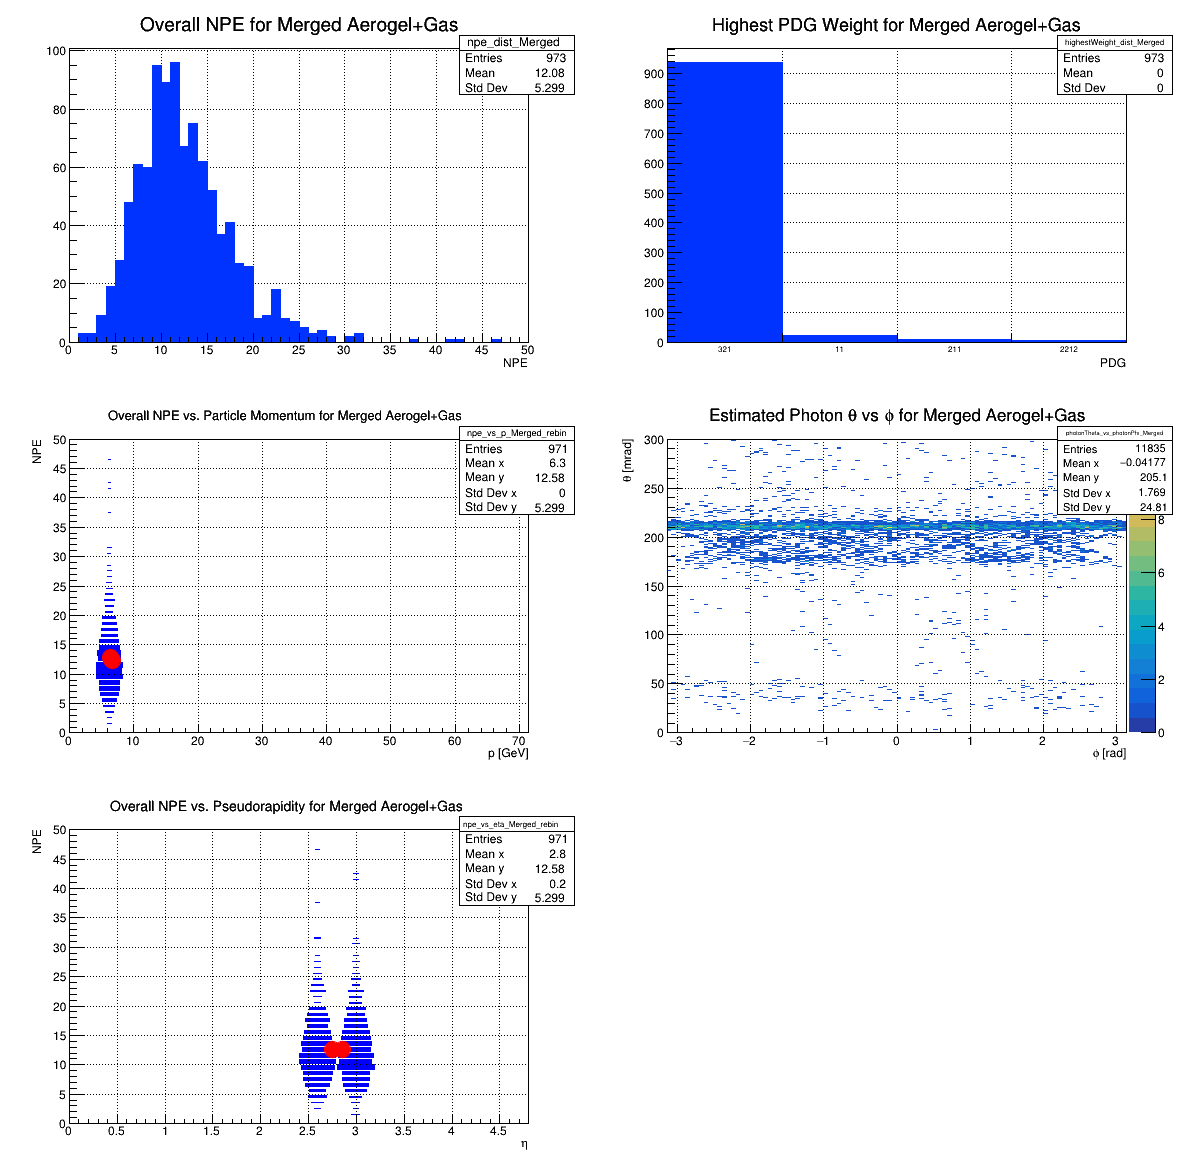 Overall NPE for Merged Aerogel+Gas
npe_dist_Merged
Entries 973
Mean 12.08
Std Dev 5.299
100
80
60
40
20
0
0 5 10 15 20 25 30 35 40 45 50
NPE
Highest PDG Weight for Merged Aerogel+Gas
highestWeight_dist_Merged
Entries 973
Mean 0
Std Dev 0
900
800
700
600
500
400
300
200
100
0
321 11 211 2212
PDG
Overall NPE vs. Particle Momentum for Merged Aerogel+Gas
npe_vs_p_Merged_rebin
Entries 971
Mean x 6.3
Mean y 12.58
Std Dev x 0
Std Dev y 5.299
NPE
50
45
40
35
30
25
20
15
10
5
0
0 10 20 30 40 50 60 70
p [GeV]
Estimated Photon θ vs ϕ for Merged Aerogel+Gas
photonTheta_vs_photonPhi_Merged
Entries 11835
Mean x −0.04177
Mean y 205.1
Std Dev x 1.769
Std Dev y 24.81
θ [mrad]
300
250
200
150
100
50
0
−3 −2 −1 0 1 2 3
ϕ [rad]
8
6
4
2
0
Overall NPE vs. Pseudorapidity for Merged Aerogel+Gas
npe_vs_eta_Merged_rebin
Entries 971
Mean x 2.8
Mean y 12.58
Std Dev x 0.2
Std Dev y 5.299
NPE
50
45
40
35
30
25
20
15
10
5
0
0 0.5 1 1.5 2 2.5 3 3.5 4 4.5
η